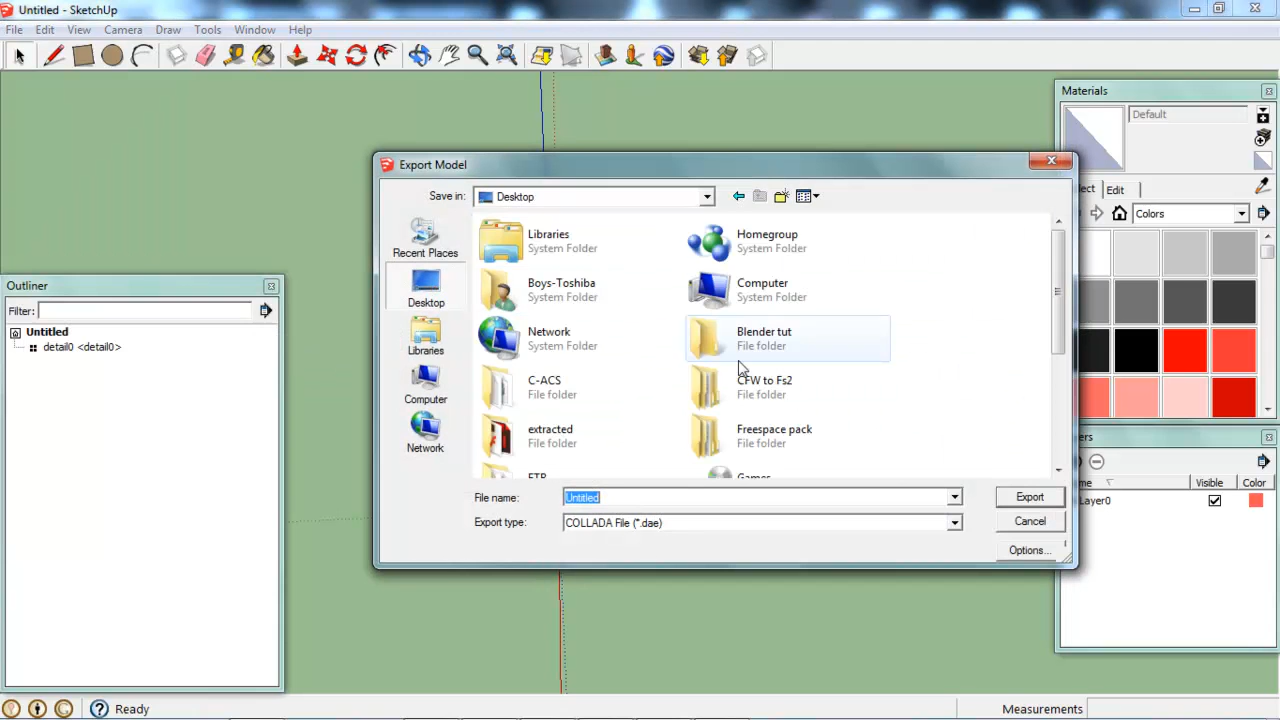 Untitled - SketchUp
File Edit View Camera Draw Tools Window Help
Materials
Default
Edit
Colors
Export Model
Save in: Desktop
Recent Places
Desktop
Libraries
Computer
Network
Libraries
System Folder
Homegroup
System Folder
Boys-Toshiba
System Folder
Computer
System Folder
Network
System Folder
Blender tut
File folder
C-ACS
File folder
CFW to Fs2
File folder
extracted
File folder
Freespace pack
File folder
FTP
Games
File name: Untitled
Export type: COLLADA File (*.dae)
Export
Cancel
Options...
Outliner
Filter:
Untitled
detail0 <detail0>
Visible Color
Layer0
Ready
Measurements